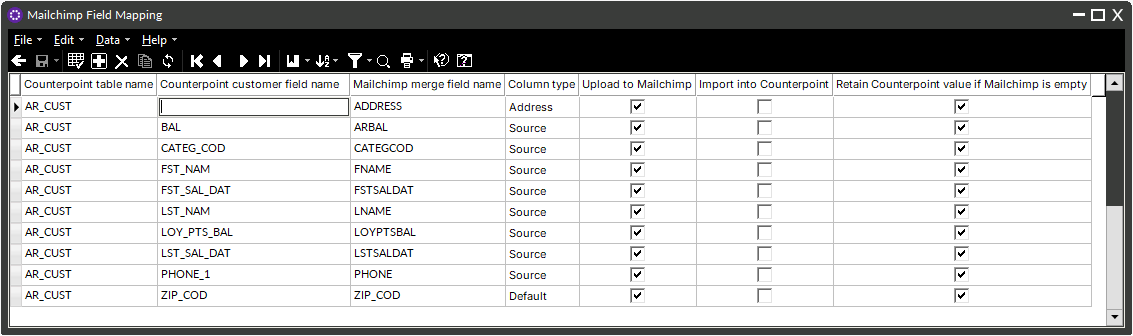 Mailchimp Field Mapping
File Edit Data Help
Counterpoint table name Counterpoint customer field name Mailchimp merge field name Column type Upload to Mailchimp Import into Counterpoint Retain Counterpoint value if Mailchimp is empty
AR_CUST ADDRESS Address
AR_CUST BAL ARBAL Source
AR_CUST CATEG_COD CATEGCOD Source
AR_CUST FST_NAM FNAME Source
AR_CUST FST_SAL_DAT FSTSALDAT Source
AR_CUST LST_NAM LNAME Source
AR_CUST LOY_PTS_BAL LOYPTSBAL Source
AR_CUST LST_SAL_DAT LSTSALDAT Source
AR_CUST PHONE_1 PHONE Source
AR_CUST ZIP_COD ZIP_COD Default